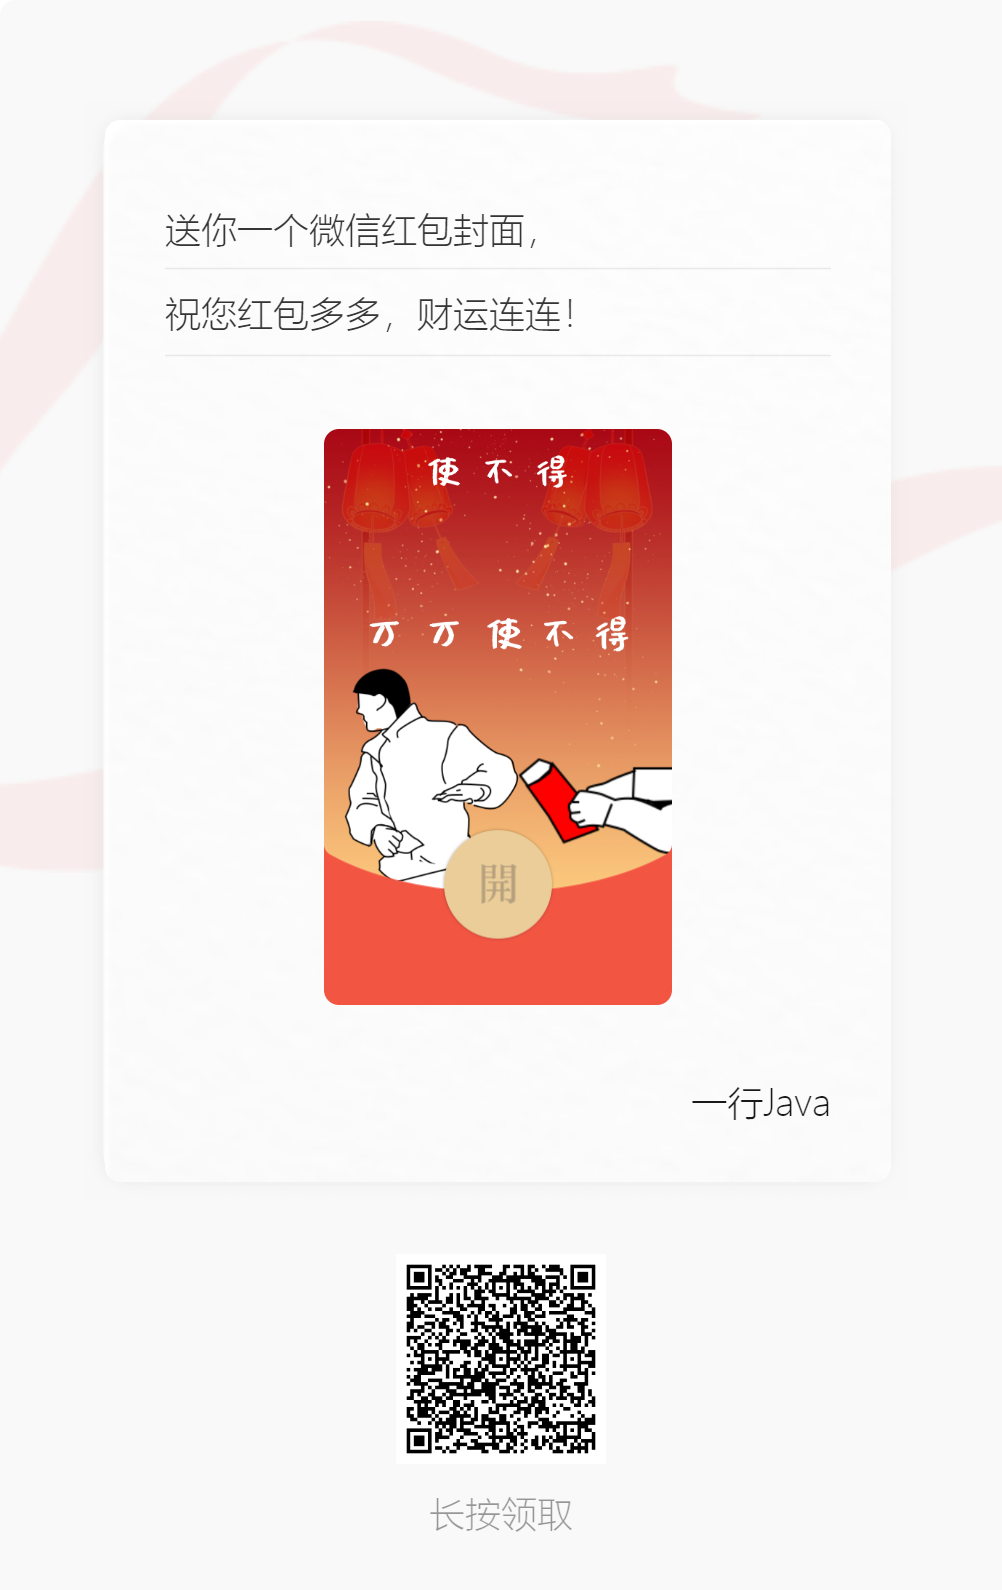 送你一个微信红包封面，
祝您红包多多，财运连连！
使不得
万万使不得
開
一行Java
长按领取